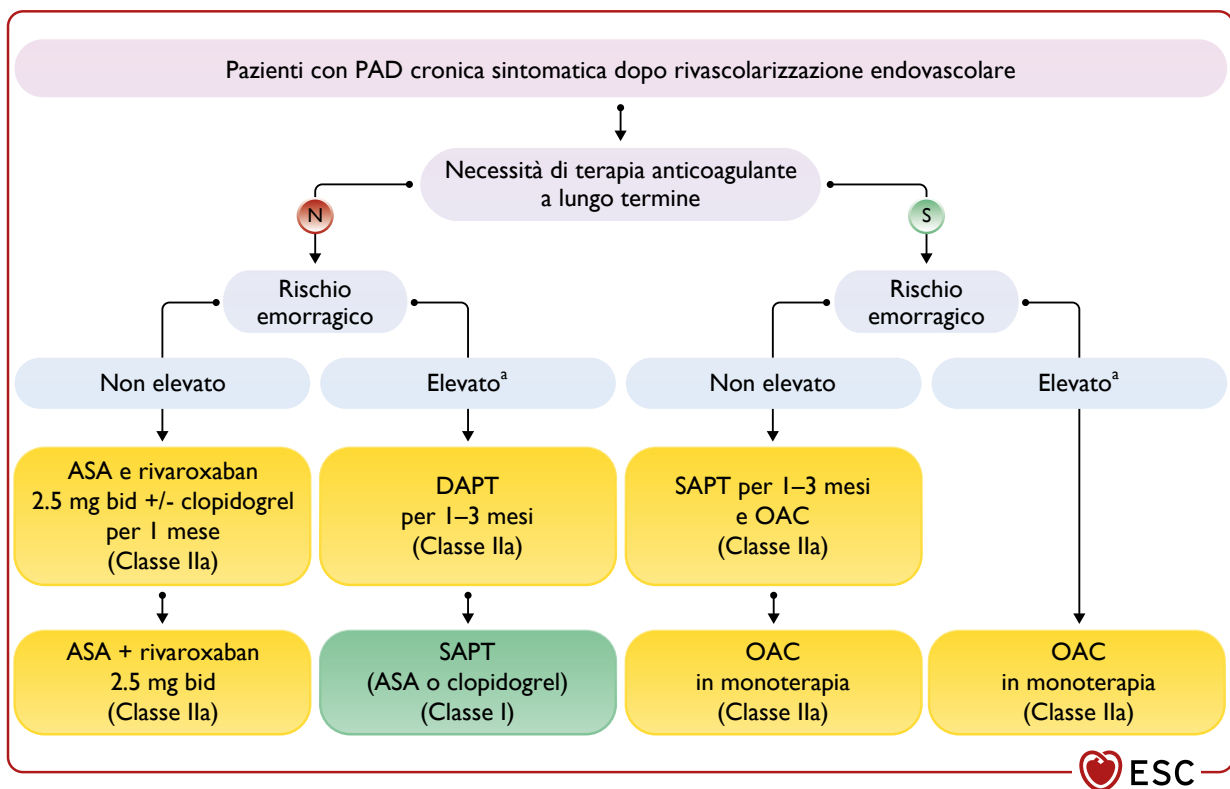 Pazienti con PAD cronica sintomatica dopo rivascolarizzazione endovascolare
Necessità di terapia anticoagulante
a lungo termine
N
S
Rischio
emorragico
Rischio
emorragico
Non elevato
Elevatoᵃ
Non elevato
Elevatoᵃ
ASA e rivaroxaban
2.5 mg bid +/- clopidogrel
per 1 mese
(Classe IIa)
DAPT
per 1–3 mesi
(Classe IIa)
SAPT per 1–3 mesi
e OAC
(Classe IIa)
ASA + rivaroxaban
2.5 mg bid
(Classe IIa)
SAPT
(ASA o clopidogrel)
(Classe I)
OAC
in monoterapia
(Classe IIa)
OAC
in monoterapia
(Classe IIa)
ESC